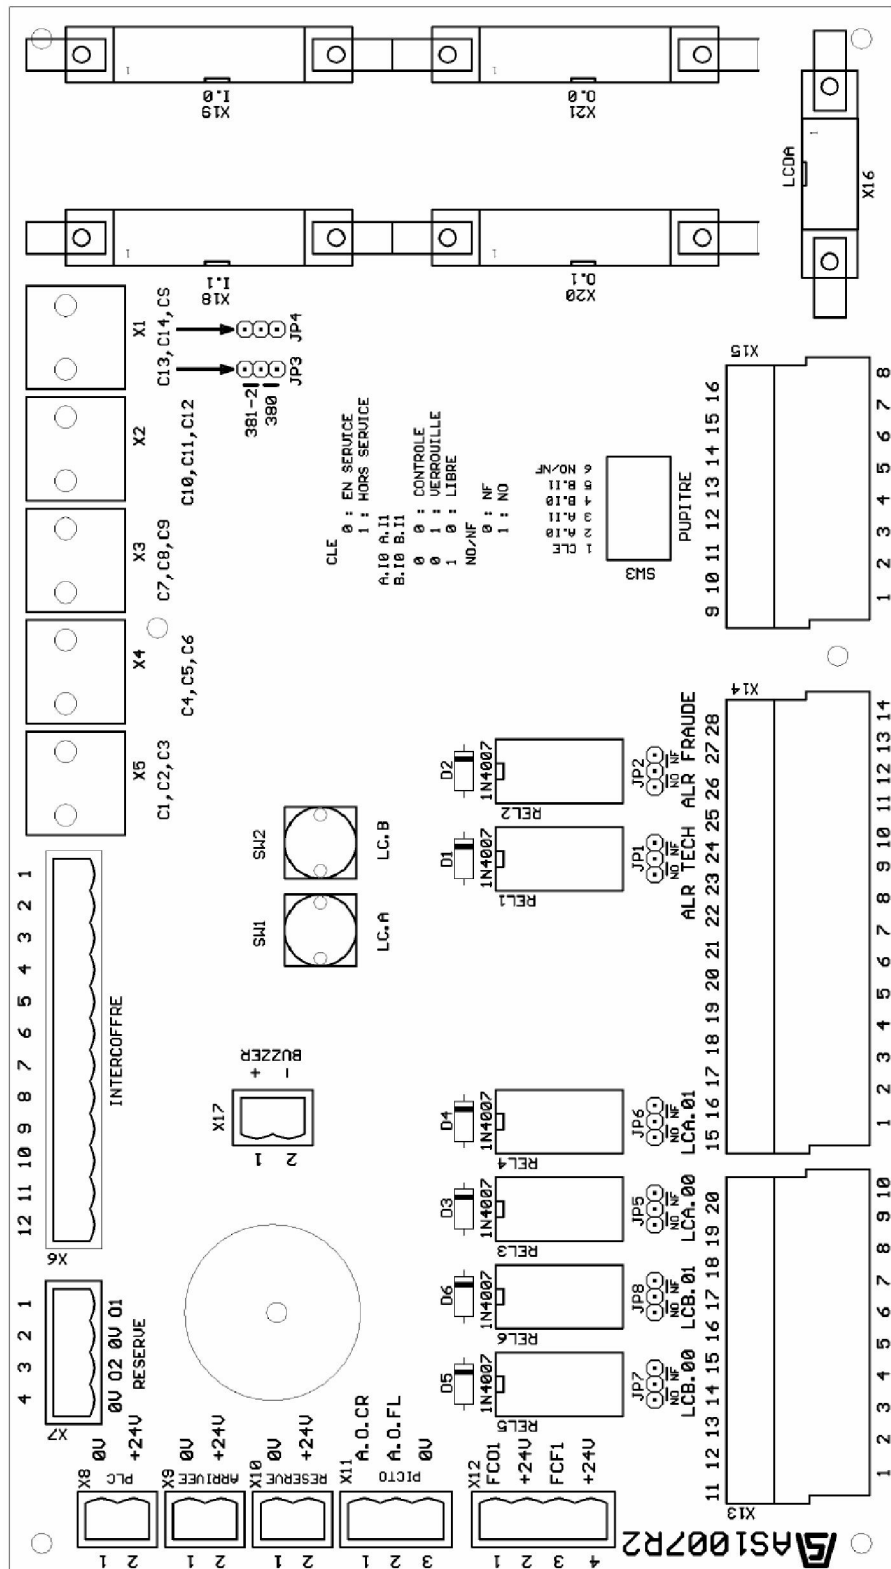 1
X19
I.0
1
X21
O.0
LCDA
1
X16
1
X18
I.1
1
X20
O.1
X1
C13,C14,CS
JP4
JP3
381-2
380
X2
C10,C11,C12
X3
C7,C8,C9
X4
C4,C5,C6
X5
C1,C2,C3
CLE
0 : EN SERVICE
1 : HORS SERVICE
A.I0 A.I1
B.I0 B.I1
0 0 : CONTROLE
0 1 : VERROUILLE
1 0 : LIBRE
NO/NF
0 : NF
1 : NO
1 CLE
2 A.I0
3 A.I1
4 B.I0
5 B.I1
6 NO/NF
SW3
PUPITRE
X15
9 10 11 12 13 14 15 16
1 2 3 4 5 6 7 8
D2
1N4007
REL2
JP2
NO NF
ALR FRAUDE
D1
1N4007
REL1
JP1
NO NF
ALR TECH
X14
15 16 17 18 19 20 21 22 23 24 25 26 27 28
1 2 3 4 5 6 7 8 9 10 11 12 13 14
SW2
LC.B
SW1
LC.A
1 2 3 4 5 6 7 8 9 10 11 12
INTERCOFFRE
X6
X17
+ -
BUZZER
1 2
D4
1N4007
REL4
JP6
NO NF
LCA.01
D3
1N4007
REL3
JP5
NO NF
LCA.00
D6
1N4007
REL6
JP8
NO NF
LCB.01
D5
1N4007
REL5
JP7
NO NF
LCB.00
11 12 13 14 15 16 17 18 19 20
1 2 3 4 5 6 7 8 9 10
X13
1 2 3 4
0V O2 0V O1
RESERVE
X7
X8
0V
+24V
PLC
1 2
X9
0V
+24V
ARRIVEE
1 2
X10
0V
+24V
RESERVE
1 2
X11
A.O.CR
A.O.FL
0V
PICTO
1 2 3
X12
FCO1
+24V
FCF1
+24V
1 2 3 4
AS1007R2